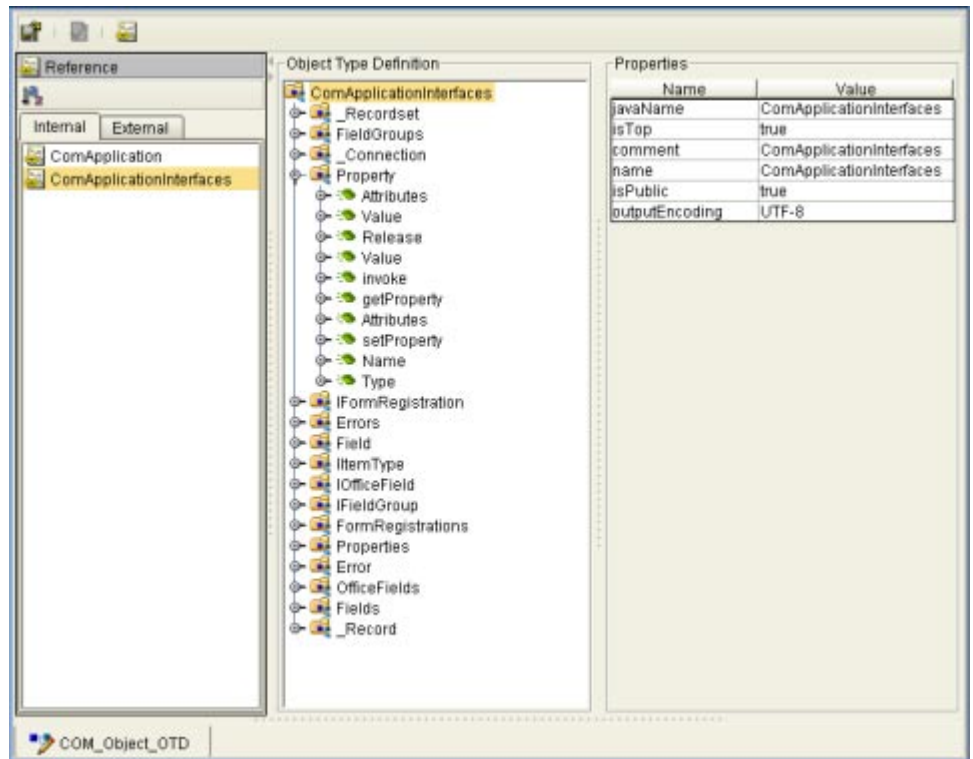 Reference
Internal External
ComApplication
ComApplicationInterfaces
Object Type Definition
ComApplicationInterfaces
_Recordset
FieldGroups
_Connection
Property
Attributes
Value
Release
Value
invoke
getProperty
Attributes
setProperty
Name
Type
IFormRegistration
Errors
Field
IItemType
IOfficeField
IFieldGroup
FormRegistrations
Properties
Error
OfficeFields
Fields
_Record
Properties
Name Value
javaName ComApplicationInterfaces
isTop true
comment ComApplicationInterfaces
name ComApplicationInterfaces
isPublic true
outputEncoding UTF-8
COM_Object_OTD